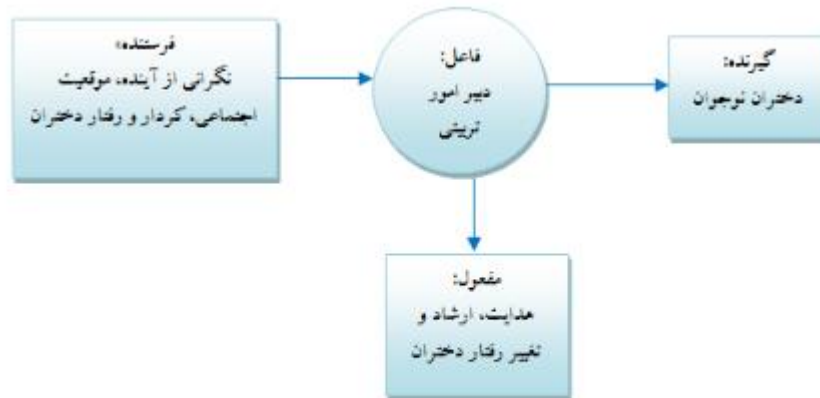 فرستنده:
نگرانی از آینده، موقعیت
اجتماعی، کردار و رفتار دختران
فاعل:
دبیر امور
تربیتی
گیرنده:
دختران نوجوان
مفعول:
هدایت، ارشاد و
تغییر رفتار دختران